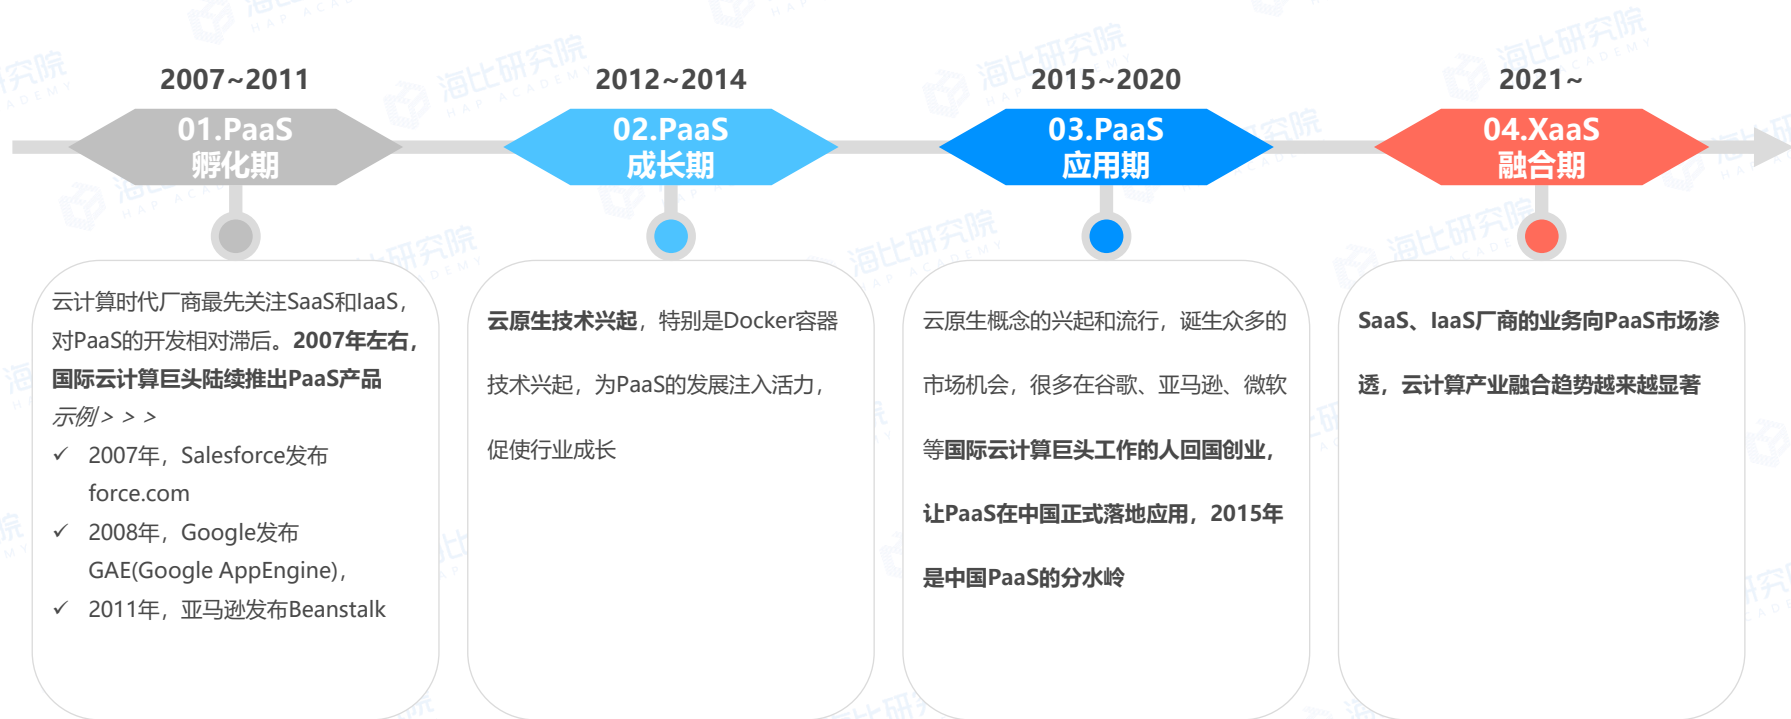 2007~2011
01.PaaS
孵化期
云计算时代厂商最先关注SaaS和IaaS，
对PaaS的开发相对滞后。2007年左右，
国际云计算巨头陆续推出PaaS产品
示例＞＞＞
✓ 2007年，Salesforce发布
force.com
✓ 2008年，Google发布
GAE(Google AppEngine)，
✓ 2011年，亚马逊发布Beanstalk
2012~2014
02.PaaS
成长期
云原生技术兴起，特别是Docker容器
技术兴起，为PaaS的发展注入活力，
促使行业成长
2015~2020
03.PaaS
应用期
云原生概念的兴起和流行，诞生众多的
市场机会，很多在谷歌、亚马逊、微软
等国际云计算巨头工作的人回国创业，
让PaaS在中国正式落地应用，2015年
是中国PaaS的分水岭
2021~
04.XaaS
融合期
SaaS、IaaS厂商的业务向PaaS市场渗
透，云计算产业融合趋势越来越显著
海比研究院
HAP ACADEMY